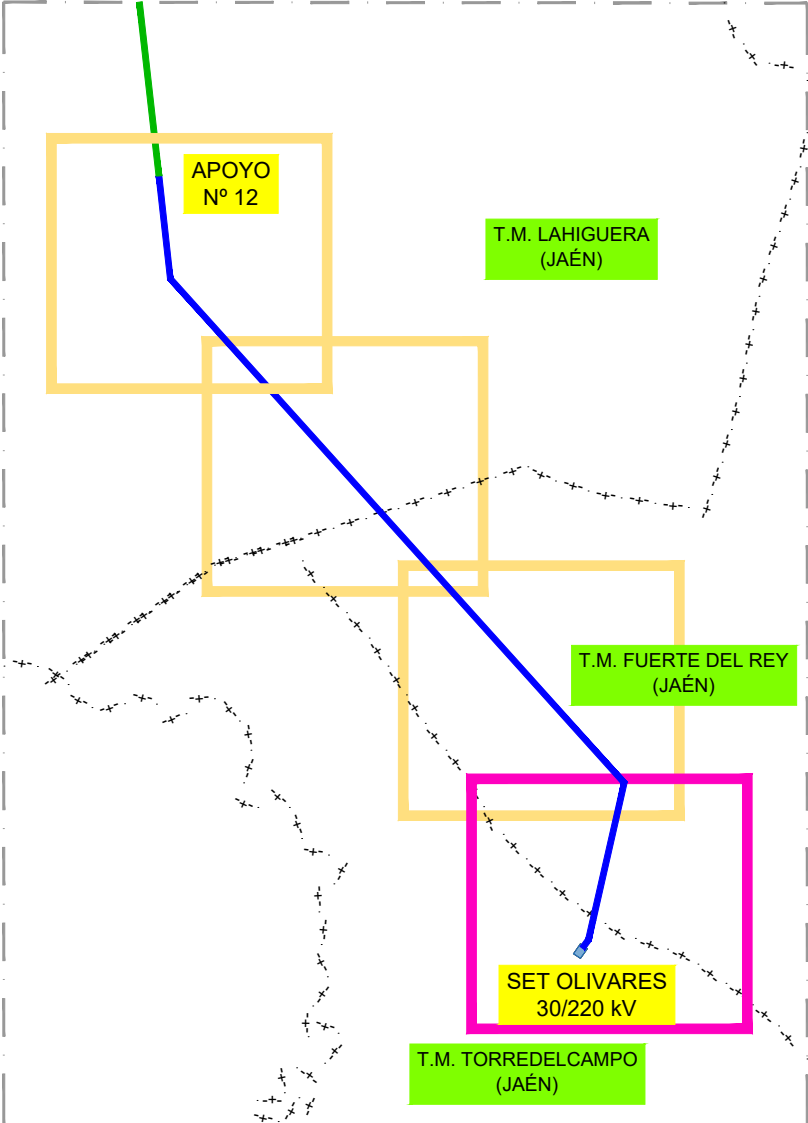 APOYO
Nº 12
T.M. LAHIGUERA
(JAÉN)
T.M. FUERTE DEL REY
(JAÉN)
SET OLIVARES
30/220 kV
T.M. TORREDELCAMPO
(JAÉN)